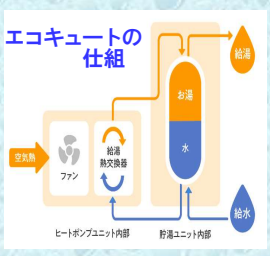 エコキュートの
仕組
給湯
お湯
空気熱
ファン
給湯
熱交換器
水
給水
ヒートポンプユニット内部
貯湯ユニット内部